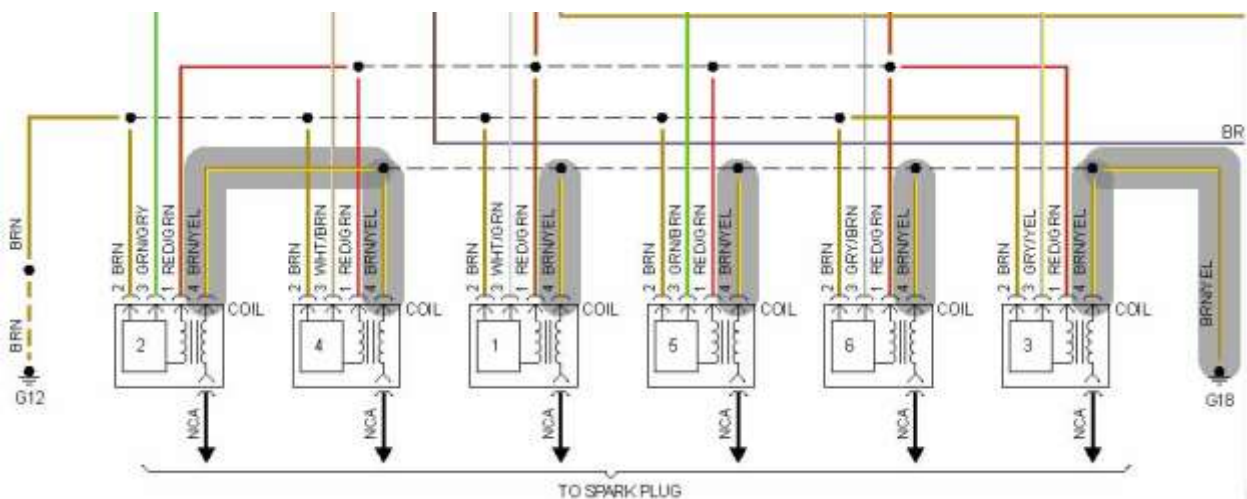 BR
BRN
BRN
G12
2 BRN
3 GRN/GRY
1 RED/GRN
4 BRN/YEL
COIL
2
NCA
2 BRN
3 WHT/BRN
1 RED/GRN
4 BRN/YEL
COIL
4
NCA
2 BRN
3 WHT/GRN
1 RED/GRN
4 BRN/YEL
COIL
1
NCA
2 BRN
3 GRN/BRN
1 RED/GRN
4 BRN/YEL
COIL
5
NCA
2 BRN
3 GRY/BRN
1 RED/GRN
4 BRN/YEL
COIL
6
NCA
2 BRN
3 GRY/YEL
1 RED/GRN
4 BRN/YEL
COIL
3
NCA
BRN/YEL
G18
TO SPARK PLUG